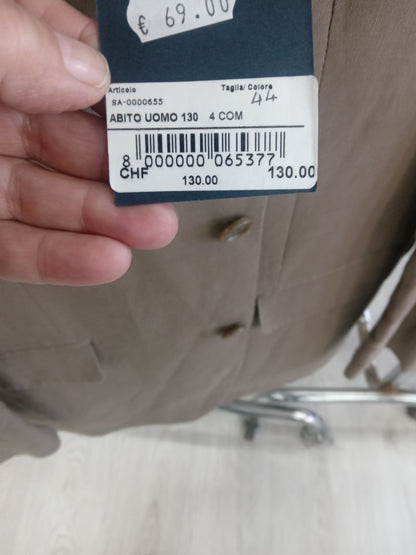 € 69.00
Articolo Taglia/ Colore
SA-0000655 44
ABITO UOMO 130 4 COM
8 000000 065377
CHF 130.00 130.00